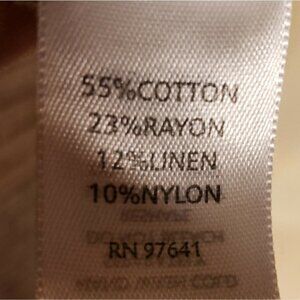 55%COTTON
23%RAYON
12%LINEN
10%NYLON
RN 97641